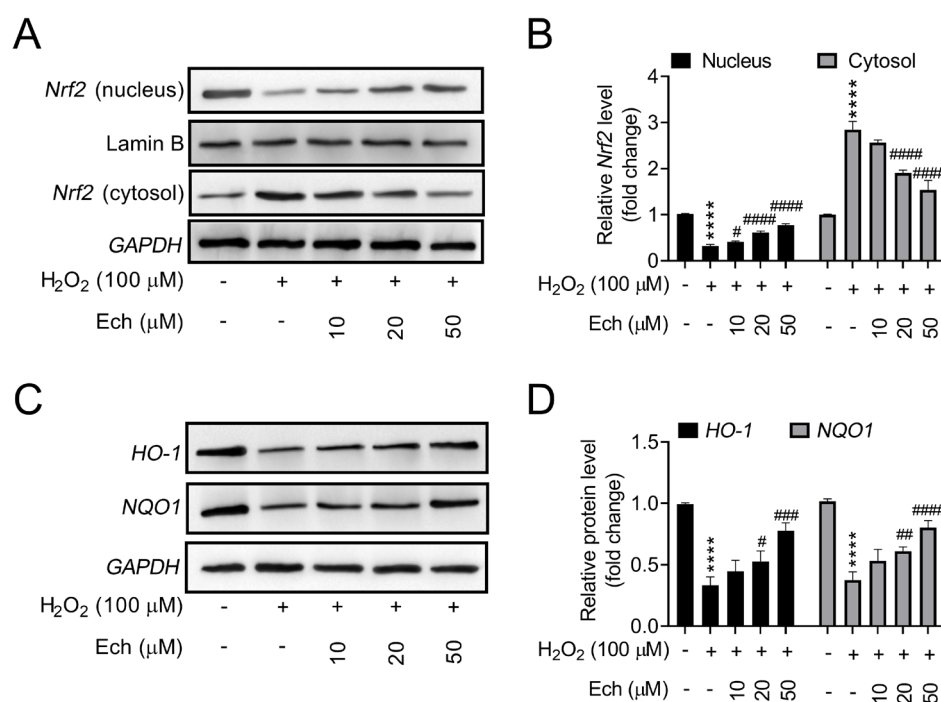 A
Nrf2 (nucleus)
Lamin B
Nrf2 (cytosol)
GAPDH
H₂O₂ (100 μM) - + + + +
Ech (μM) - - 10 20 50
B
Nucleus Cytosol
Relative Nrf2 level
(fold change)
4
3
2
1
0
**** # #### #### **** #### ####
H₂O₂ (100 μM) - + + + + - + + + +
Ech (μM) - - 10 20 50 - - 10 20 50
C
HO-1
NQO1
GAPDH
H₂O₂ (100 μM) - + + + +
Ech (μM) - - 10 20 50
D
HO-1 NQO1
Relative protein level
(fold change)
1.5
1.0
0.5
0.0
**** # ### **** ## ####
H₂O₂ (100 μM) - + + + + - + + + +
Ech (μM) - - 10 20 50 - - 10 20 50